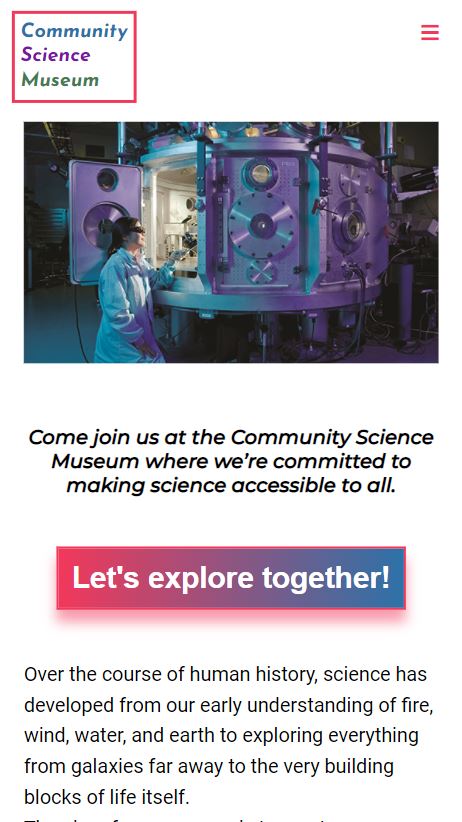 Community
Science
Museum
Come join us at the Community Science
Museum where we're committed to
making science accessible to all.
Let's explore together!
Over the course of human history, science has
developed from our early understanding of fire,
wind, water, and earth to exploring everything
from galaxies far away to the very building
blocks of life itself.